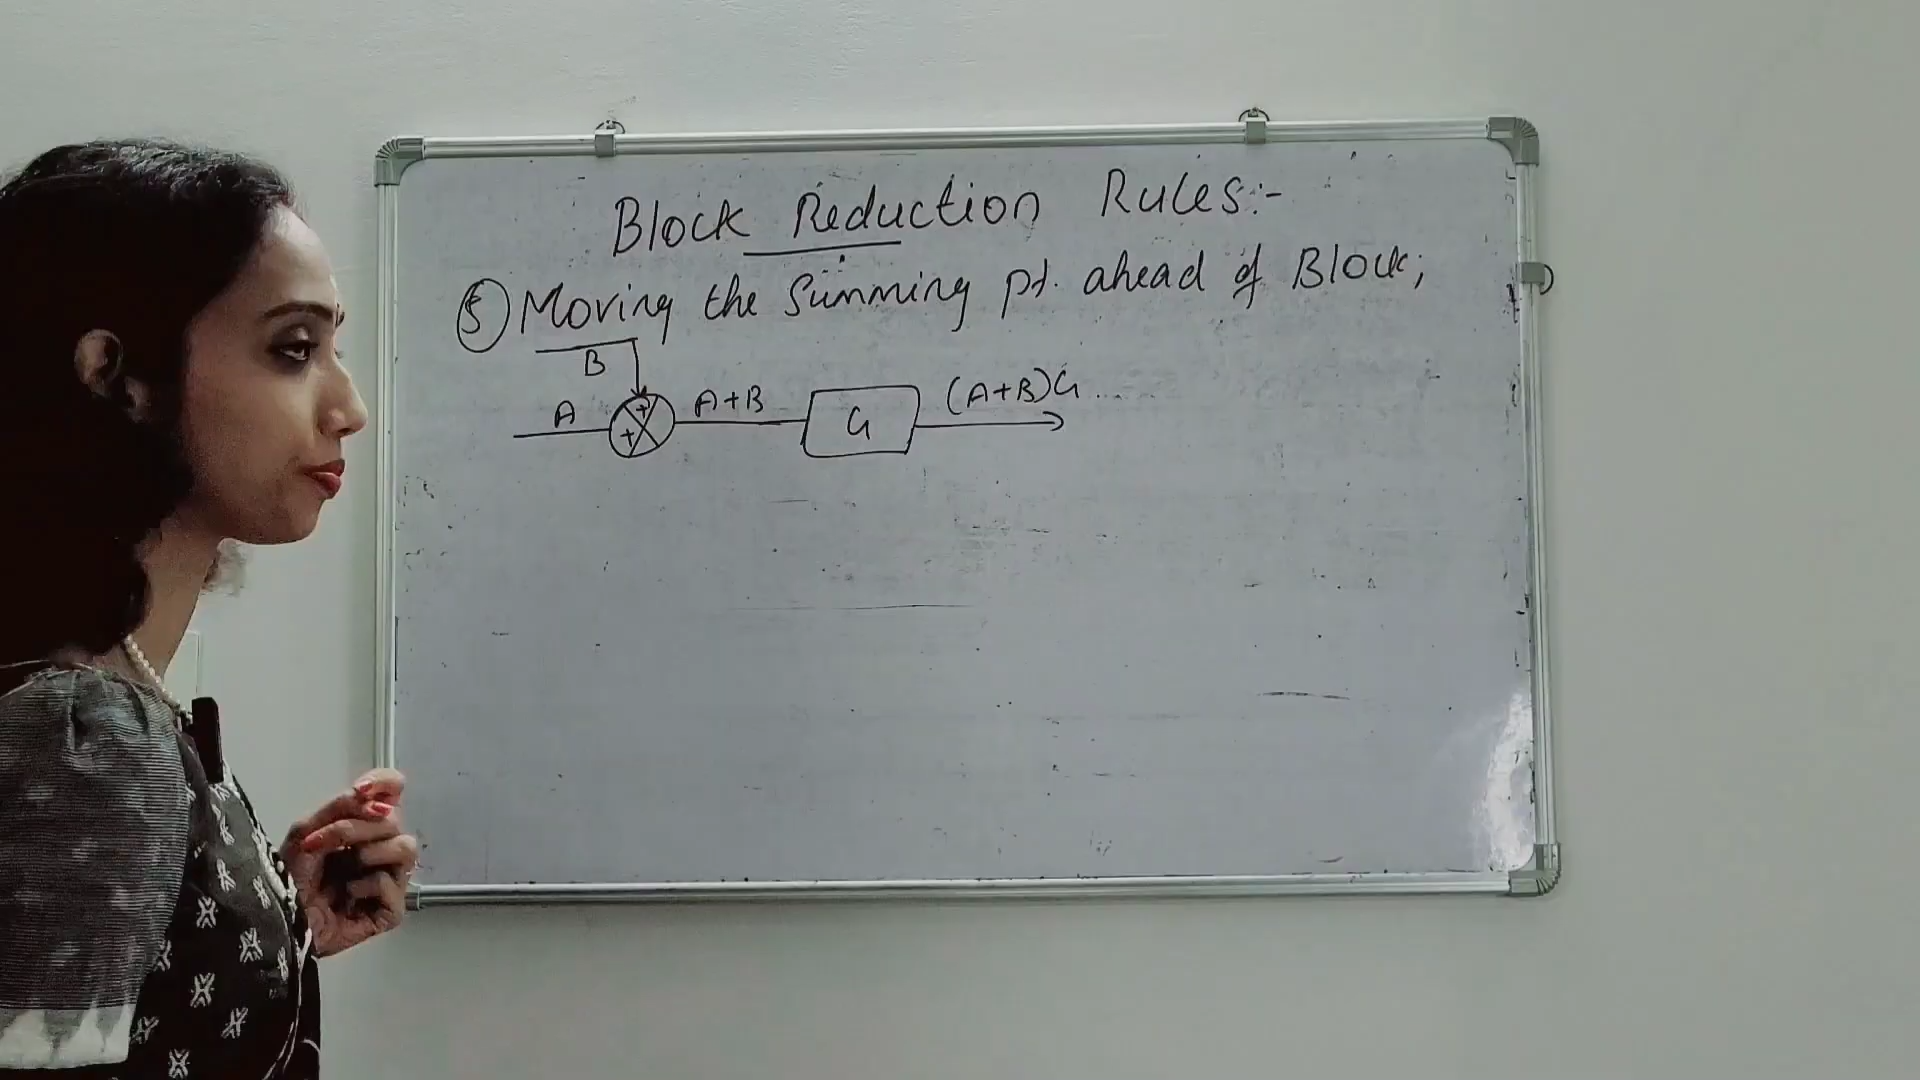 Block Reduction Rules:-
⑤ Moving the Summing pt. ahead of Block;
B
A + + A+B G (A+B)G